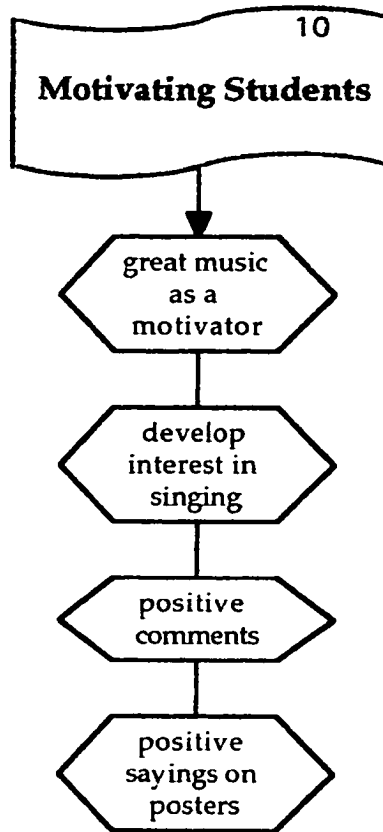 10
Motivating Students
great music
as a
motivator
develop
interest in
singing
positive
comments
positive
sayings on
posters